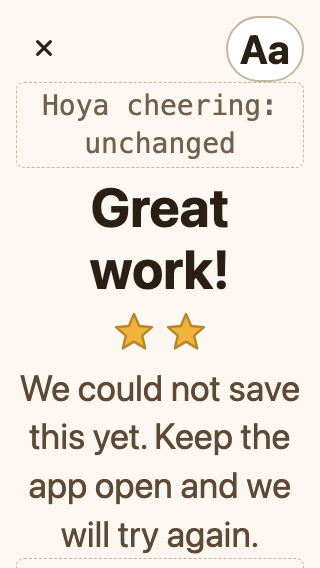 Aa
Hoya cheering:
unchanged
Great
work!
We could not save
this yet. Keep the
app open and we
will try again.